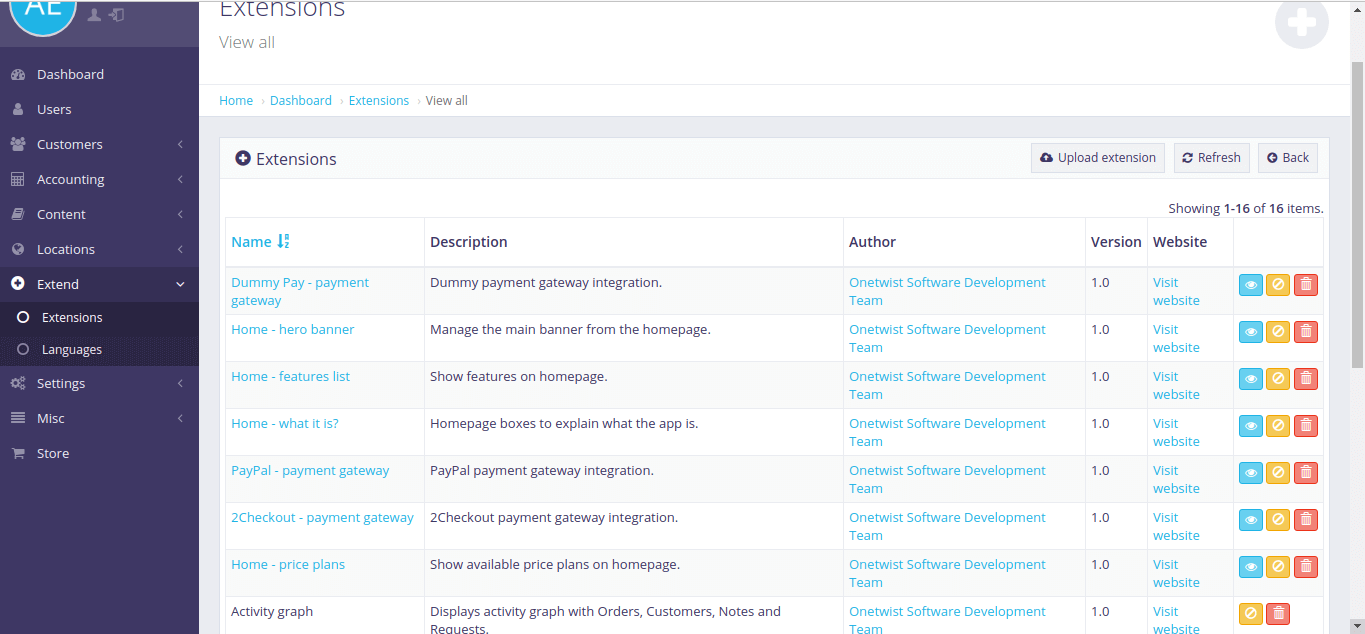 AE
Extensions
View all
Dashboard
Users
Customers
Accounting
Content
Locations
Extend
Extensions
Languages
Settings
Misc
Store
Home › Dashboard › Extensions › View all
Extensions
Upload extension
Refresh
Back
Showing 1-16 of 16 items.
Name Description Author Version Website
Dummy Pay - payment Dummy payment gateway integration. Onetwist Software Development 1.0 Visit
gateway Team website
Home - hero banner Manage the main banner from the homepage. Onetwist Software Development 1.0 Visit
Team website
Home - features list Show features on homepage. Onetwist Software Development 1.0 Visit
Team website
Home - what it is? Homepage boxes to explain what the app is. Onetwist Software Development 1.0 Visit
Team website
PayPal - payment gateway PayPal payment gateway integration. Onetwist Software Development 1.0 Visit
Team website
2Checkout - payment gateway 2Checkout payment gateway integration. Onetwist Software Development 1.0 Visit
Team website
Home - price plans Show available price plans on homepage. Onetwist Software Development 1.0 Visit
Team website
Activity graph Displays activity graph with Orders, Customers, Notes and Onetwist Software Development 1.0 Visit
Requests. Team website